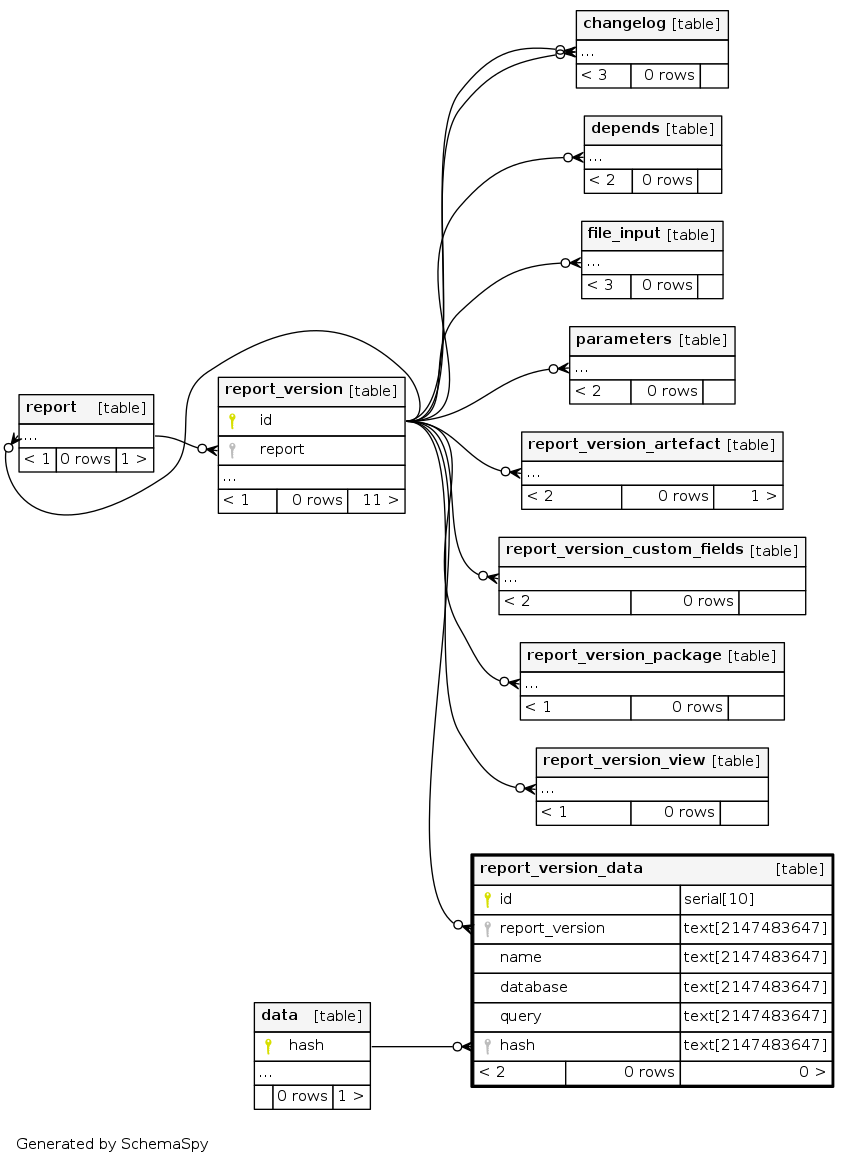 changelog [table]
...
< 3 0 rows
depends [table]
...
< 2 0 rows
file_input [table]
...
< 3 0 rows
parameters [table]
...
< 2 0 rows
report [table]
...
< 1 0 rows 1 >
report_version [table]
id
report
...
< 1 0 rows 11 >
report_version_artefact [table]
...
< 2 0 rows 1 >
report_version_custom_fields [table]
...
< 2 0 rows
report_version_package [table]
...
< 1 0 rows
report_version_view [table]
...
< 1 0 rows
report_version_data [table]
id serial[10]
report_version text[2147483647]
name text[2147483647]
database text[2147483647]
query text[2147483647]
hash text[2147483647]
< 2 0 rows 0 >
data [table]
hash
...
0 rows 1 >
Generated by SchemaSpy